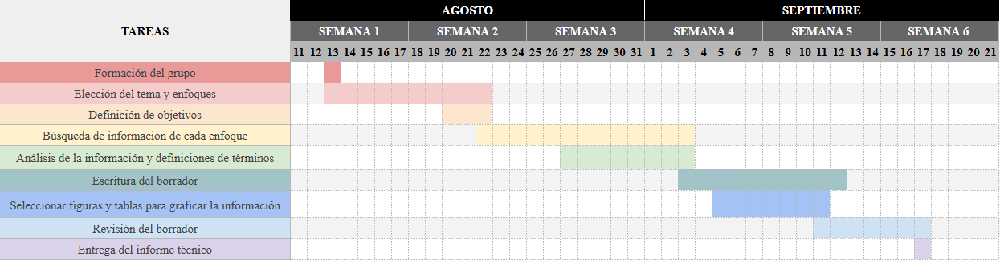 AGOSTO SEPTIEMBRE
TAREAS
SEMANA 1 SEMANA 2 SEMANA 3 SEMANA 4 SEMANA 5 SEMANA 6
11 12 13 14 15 16 17 18 19 20 21 22 23 24 25 26 27 28 29 30 31 1 2 3 4 5 6 7 8 9 10 11 12 13 14 15 16 17 18 19 20 21
Formación del grupo
Elección del tema y enfoques
Definición de objetivos
Búsqueda de información de cada enfoque
Análisis de la información y definiciones de términos
Escritura del borrador
Seleccionar figuras y tablas para graficar la información
Revisión del borrador
Entrega del informe técnico